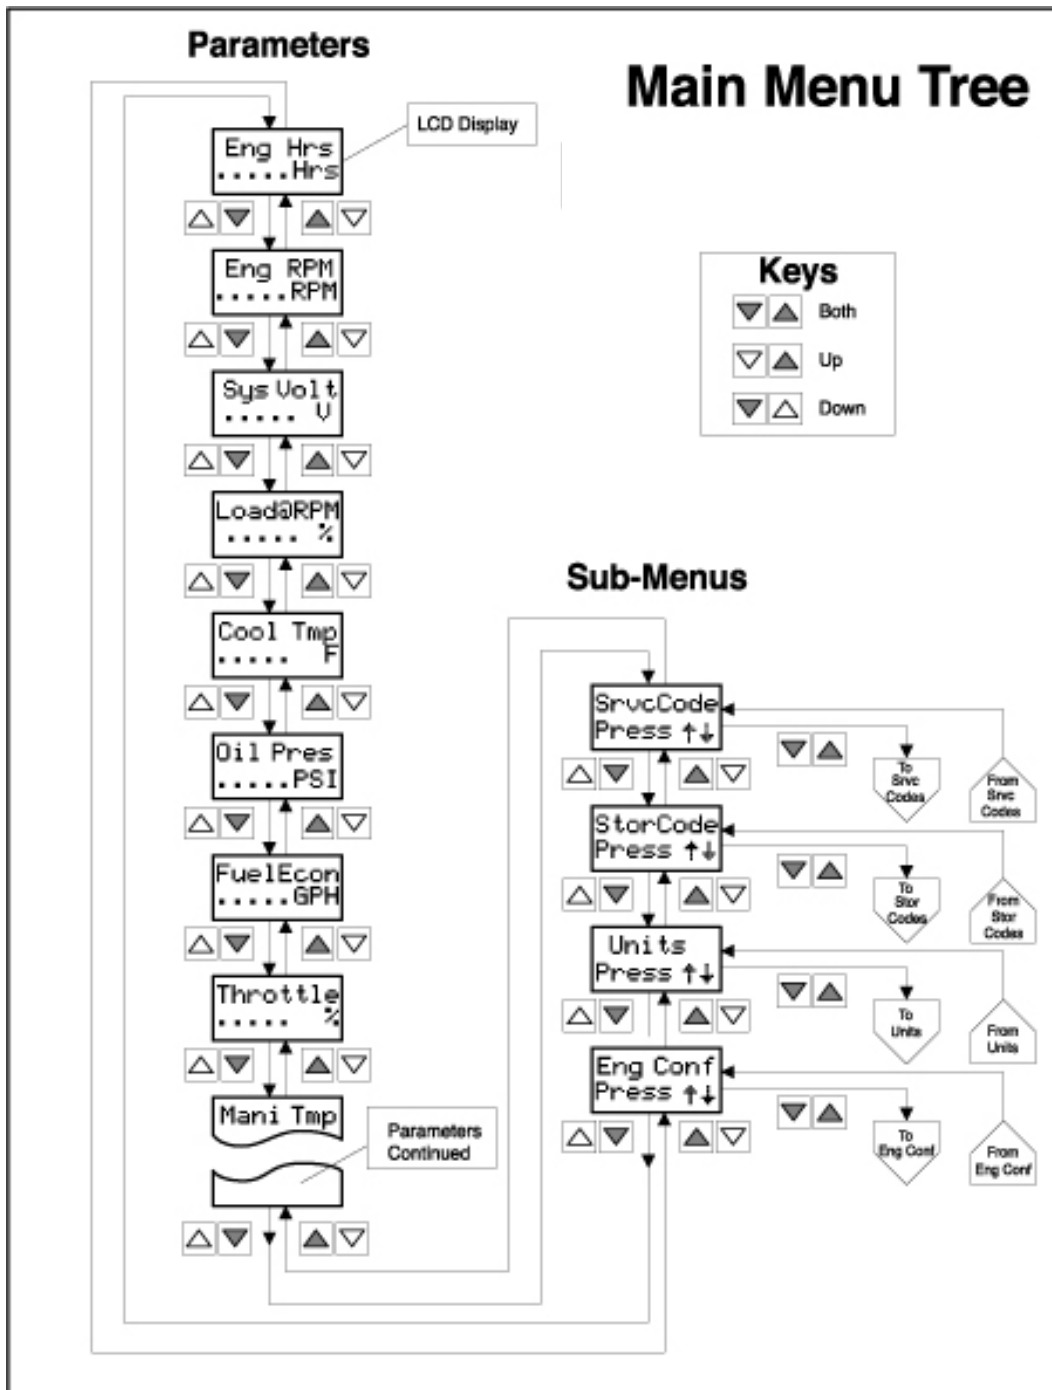 Parameters
Main Menu Tree
LCD Display
Eng Hrs
.....Hrs
Eng RPM
.....RPM
Keys
Both
Up
Down
Sys Volt
..... V
Load@RPM
..... %
Cool Tmp
..... F
Oil Pres
.....PSI
FuelEcon
.....GPH
Throttle
..... %
Mani Tmp
Parameters
Continued
Sub-Menus
SrvcCode
Press ↑↓
To
Srvc
Codes
From
Srvc
Codes
StorCode
Press ↑↓
To
Stor
Codes
From
Stor
Codes
Units
Press ↑↓
To
Units
From
Units
Eng Conf
Press ↑↓
To
Eng Conf
From
Eng Conf